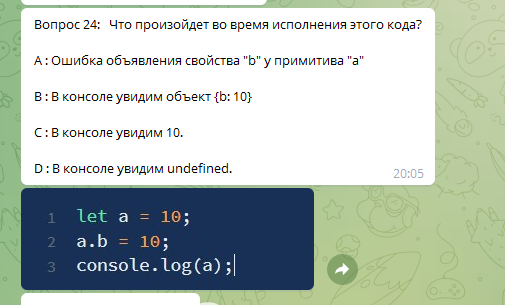 Вопрос 24:   Что произойдет во время исполнения этого кода?
A : Ошибка объявления свойства "b" у примитива "a"
B : В консоле увидим объект {b: 10}
C : В консоле увидим 10.
D : В консоле увидим undefined.
20:05
1 let a = 10;
2 a.b = 10;
3 console.log(a);